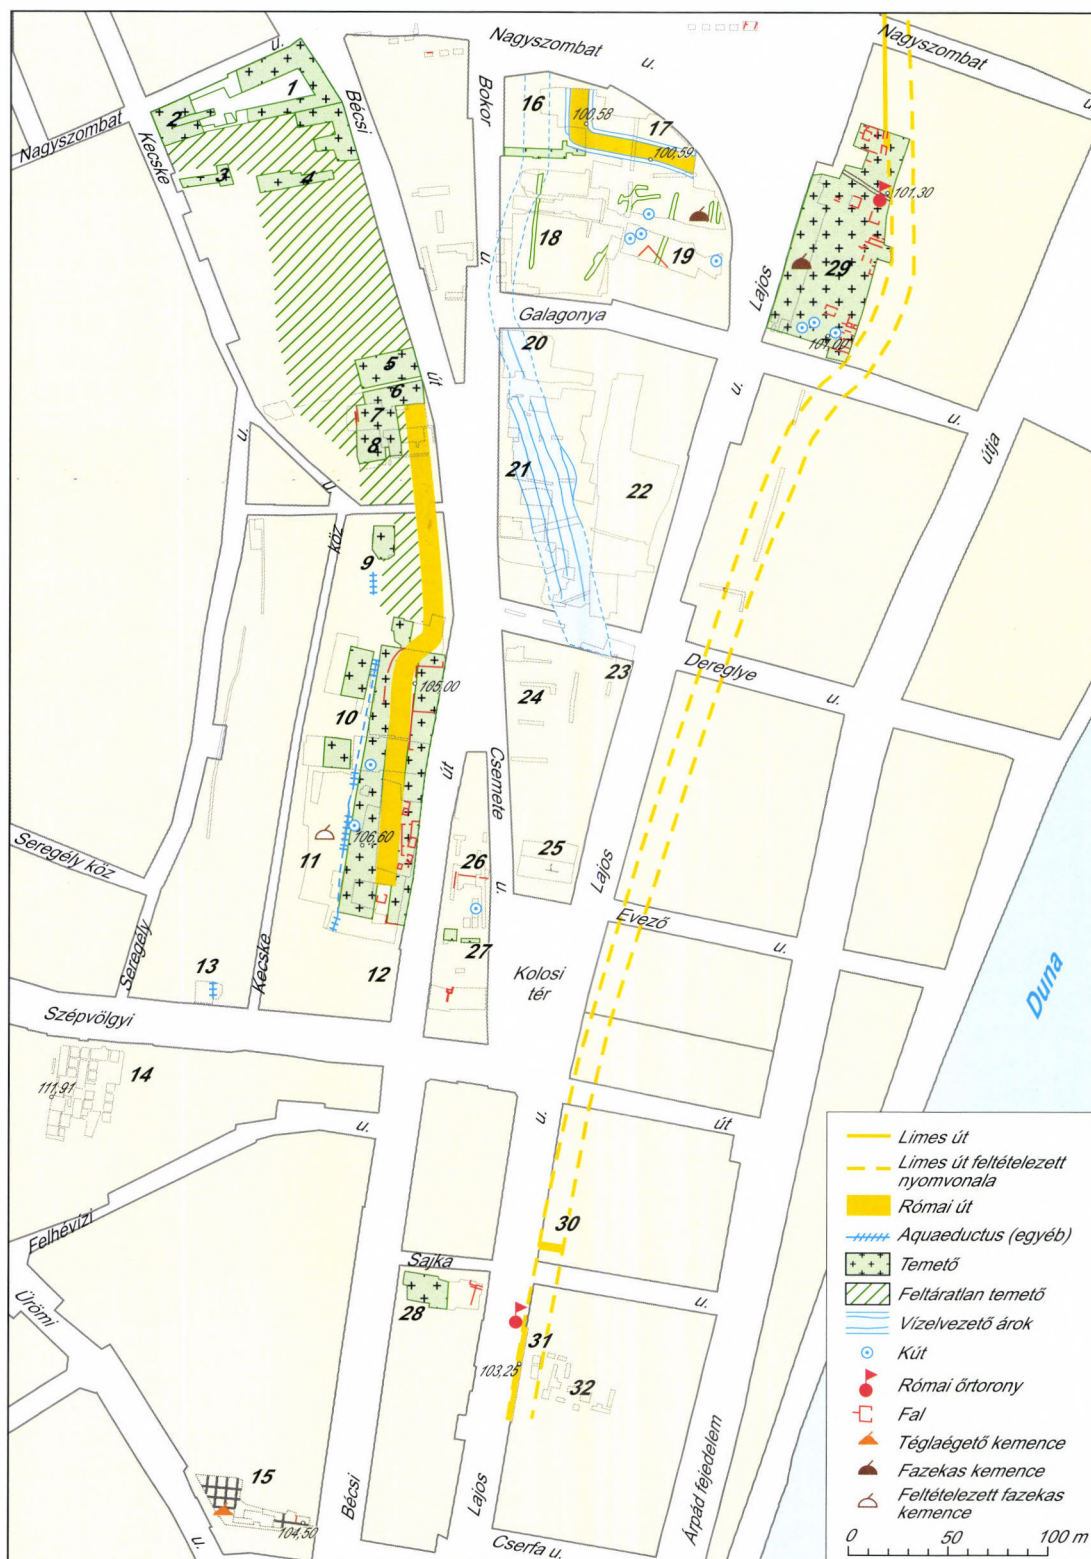 Nagyszombat
u.
Nagyszombat
u.
u.
Nagyszombat
Kecske
Bécsi
Bokor
u.
1
2
3
4
16
17
100,58
100,59
18
19
101,30
29
Lajos
101,00
Galagonya
u.
5
6
7
8
út
20
21
22
u.
útja
u.
u.
köz
9
10
105,00
23
Dereglye
u.
24
út
Csemete
u.
Seregély köz
Seregély
Kecske
11
106,60
12
13
25
26
27
Lajos
Evező
u.
Kolosi
tér
Duna
Szépvölgyi
111,91
14
u.
u.
út
Felhévízi
Ürömi
u.
Sajka
u.
28
30
31
103,25
32
15
104,50
Bécsi
Lajos
Cserfa u.
Árpád fejedelem
Limes út
Limes út feltételezett
nyomvonala
Római út
Aquaeductus (egyéb)
Temető
Feltáratlan temető
Vízelvezető árok
Kút
Római őrtorony
Fal
Téglaégető kemence
Fazekas kemence
Feltételezett fazekas
kemence
0 50 100 m